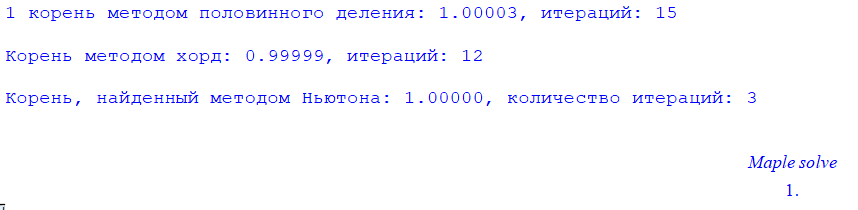 1 корень методом половинного деления: 1.00003, итераций: 15
Корень методом хорд: 0.99999, итераций: 12
Корень, найденный методом Ньютона: 1.00000, количество итераций: 3
Maple solve
1.